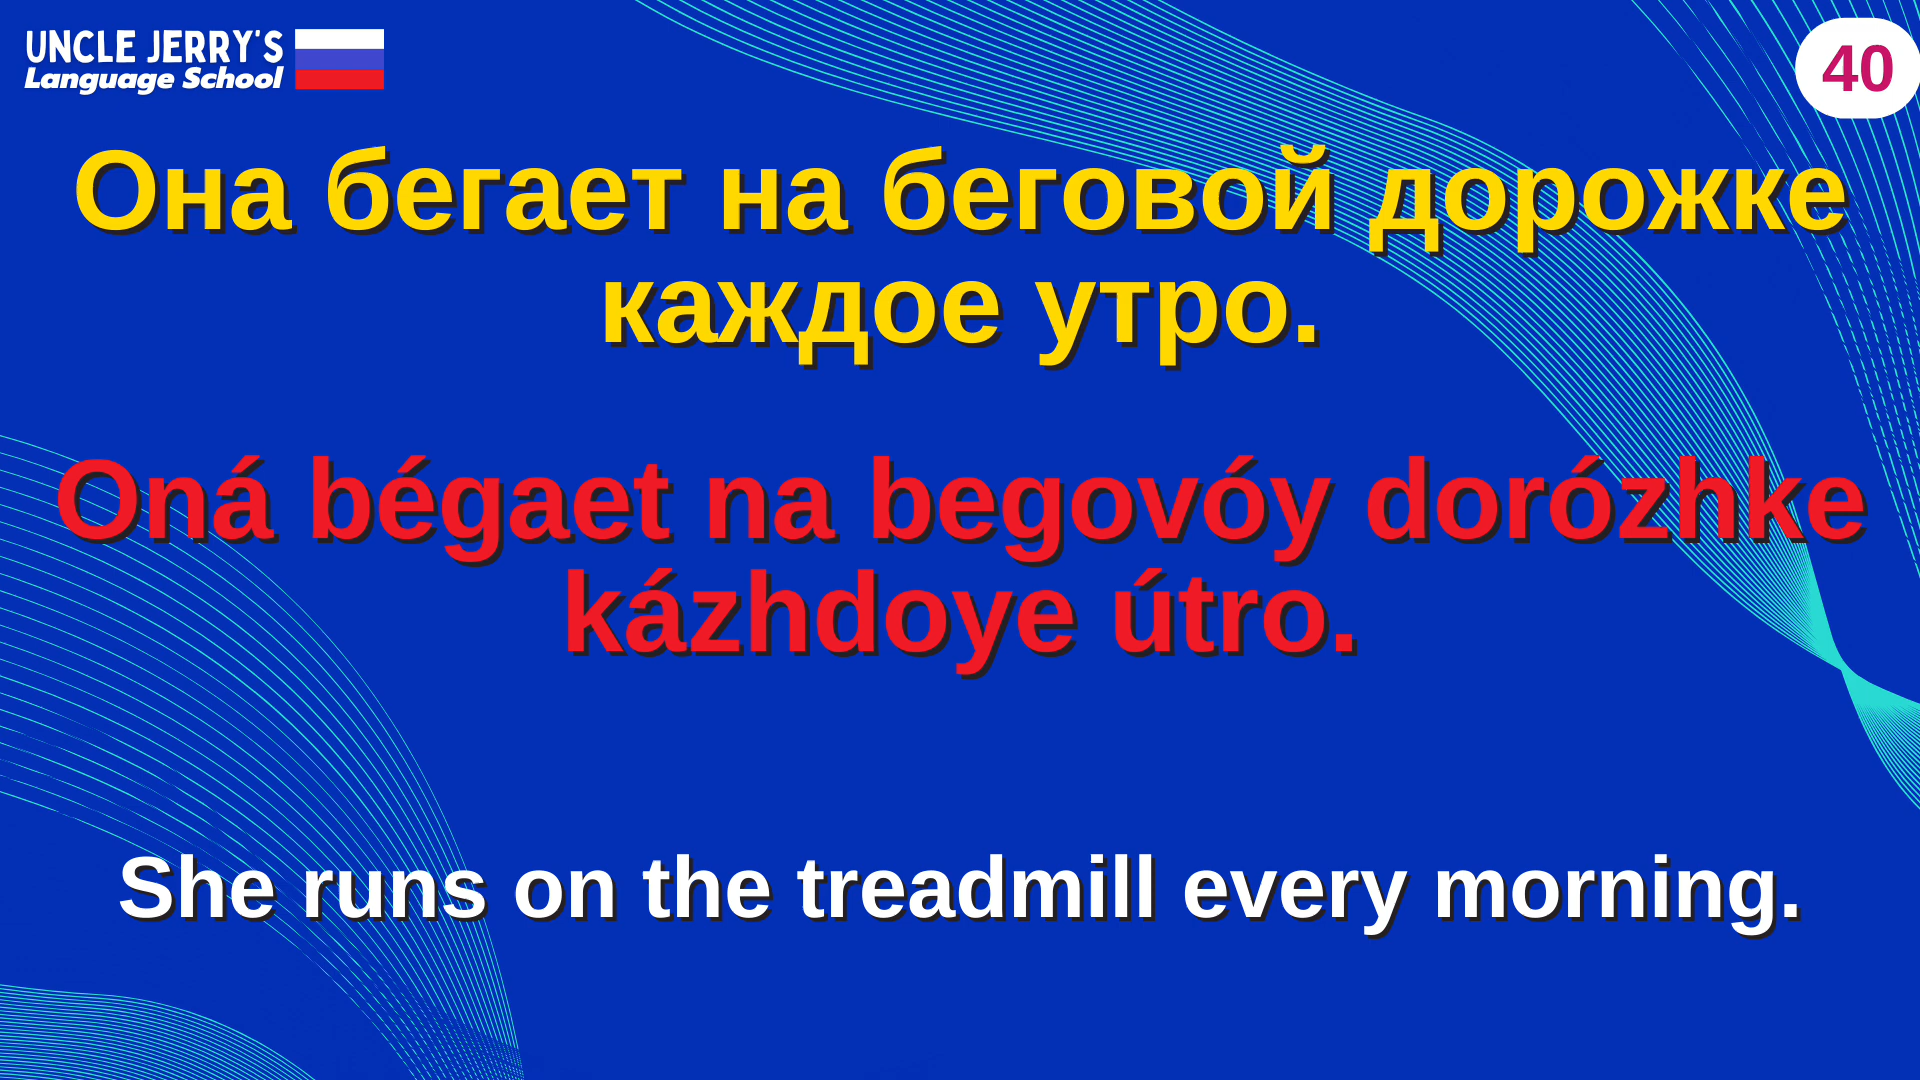 UNCLE JERRY'S
Language School
40
Она бегает на беговой дорожке
каждое утро.
Oná bégaet na begovóy dorózhke
kázhdoye útro.
She runs on the treadmill every morning.